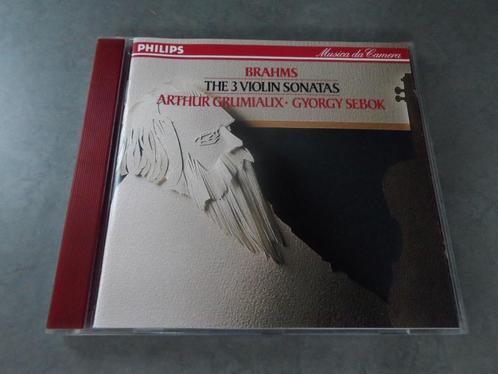 PHILIPS
Musica da Camera
BRAHMS
THE 3 VIOLIN SONATAS
ARTHUR GRUMIAUX · GYORGY SEBOK